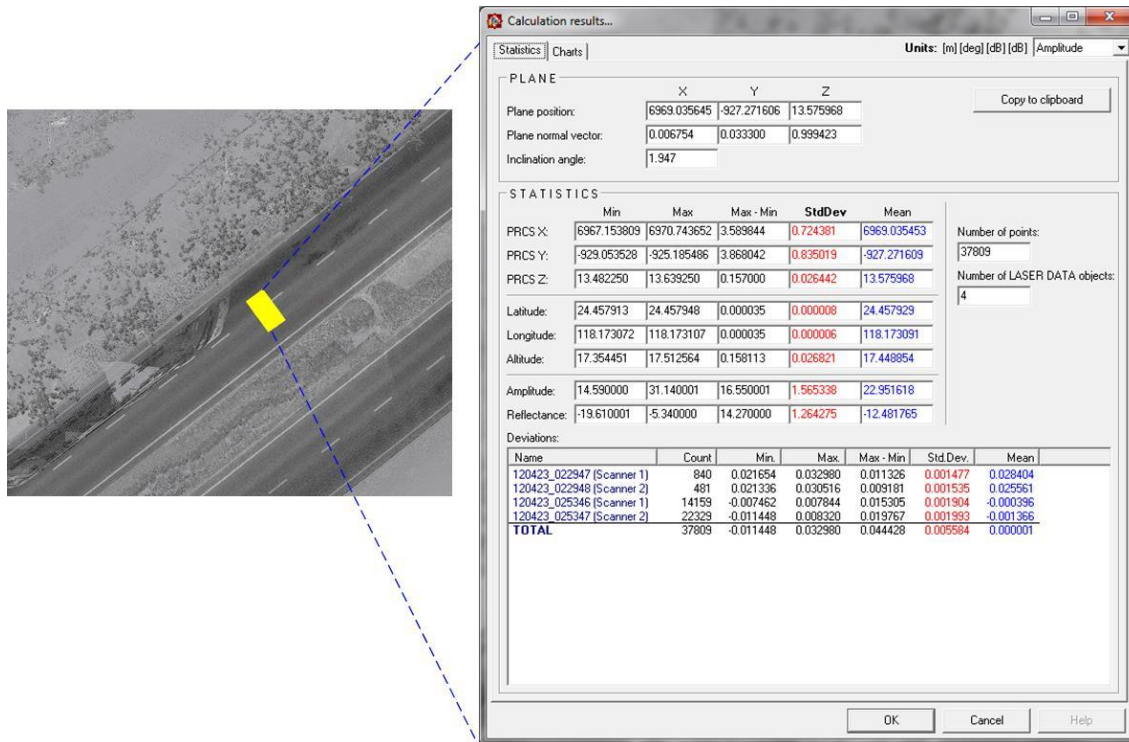 Calculation results...
Statistics Charts Units: [m] [deg] [dB] [dB] Amplitude
PLANE
X Y Z
Plane position: 6969.035645 -927.271606 13.575968 Copy to clipboard
Plane normal vector: 0.006754 0.033300 0.999423
Inclination angle: 1.947
STATISTICS
Min Max Max - Min StdDev Mean
PRCS X: 6967.153809 6970.743652 3.589844 0.724381 6969.035453 Number of points:
PRCS Y: -929.053528 -925.185486 3.868042 0.835019 -927.271609 37809
PRCS Z: 13.482250 13.639250 0.157000 0.026442 13.575968 Number of LASER DATA objects:
4
Latitude: 24.457913 24.457948 0.000035 0.000008 24.457929
Longitude: 118.173072 118.173107 0.000035 0.000006 118.173091
Altitude: 17.354451 17.512564 0.158113 0.026821 17.448854
Amplitude: 14.590000 31.140001 16.550001 1.565338 22.951618
Reflectance: -19.610001 -5.340000 14.270000 1.264275 -12.481765
Deviations:
Name Count Min. Max. Max - Min Std.Dev. Mean
120423_022947 (Scanner 1) 840 0.021654 0.032980 0.011326 0.001477 0.028404
120423_022948 (Scanner 2) 481 0.021336 0.030516 0.009181 0.001535 0.025561
120423_025346 (Scanner 1) 14159 -0.007462 0.007844 0.015305 0.001904 -0.000396
120423_025347 (Scanner 2) 22329 -0.011448 0.008320 0.019767 0.001993 -0.001366
TOTAL 37809 -0.011448 0.032980 0.044428 0.005584 0.000001
OK Cancel Help